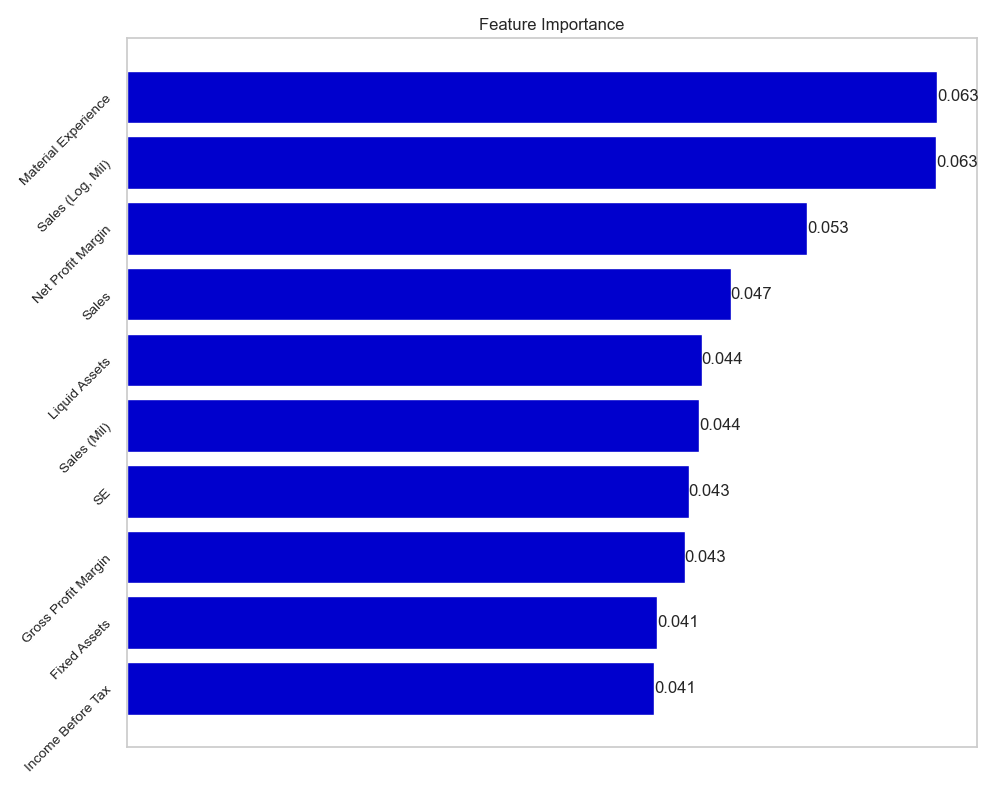 Feature Importance
Material Experience
0.063
Sales (Log, Mil)
0.063
Net Profit Margin
0.053
Sales
0.047
Liquid Assets
0.044
Sales (Mil)
0.044
SE
0.043
Gross Profit Margin
0.043
Fixed Assets
0.041
Income Before Tax
0.041